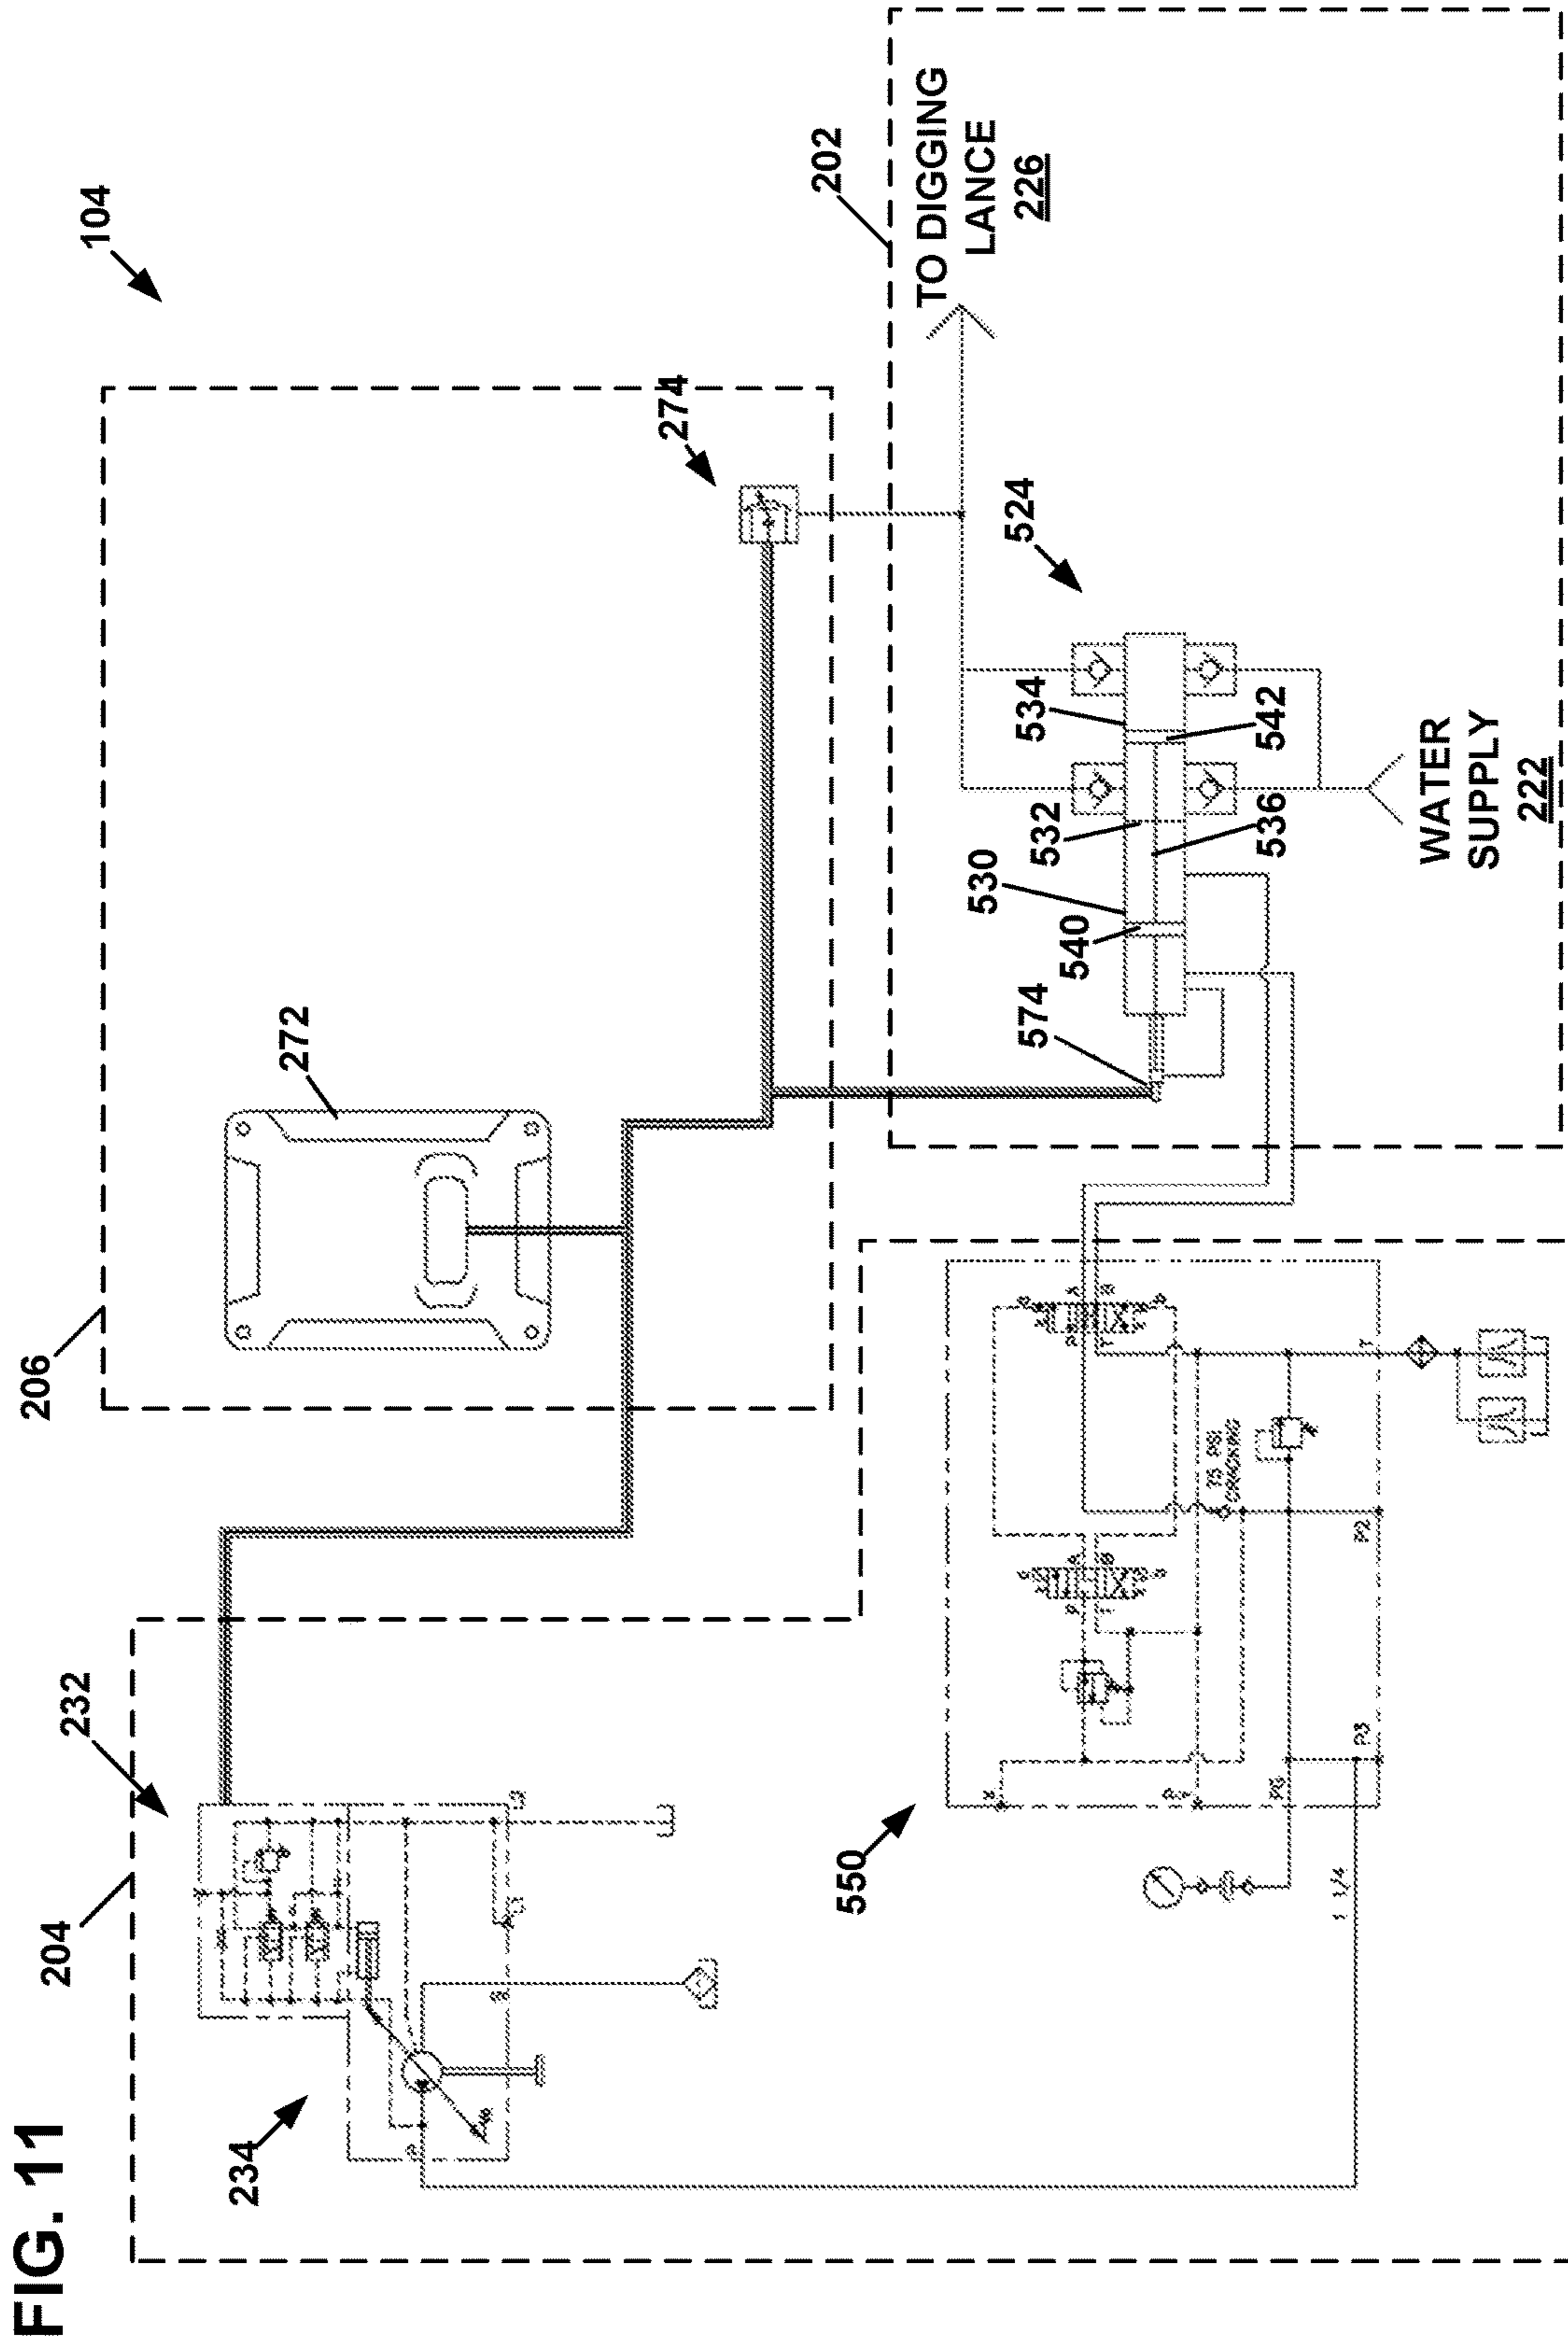 FIG. 11
104
206
272
274
202
TO DIGGING
LANCE
226
524
534
542
532
536
530
540
574
WATER
SUPPLY
222
204
232
234
550
75 PSI
CRACKING
A
B
P
T
A
B
P
T
T
P2
P3
PG
X
1 1/4